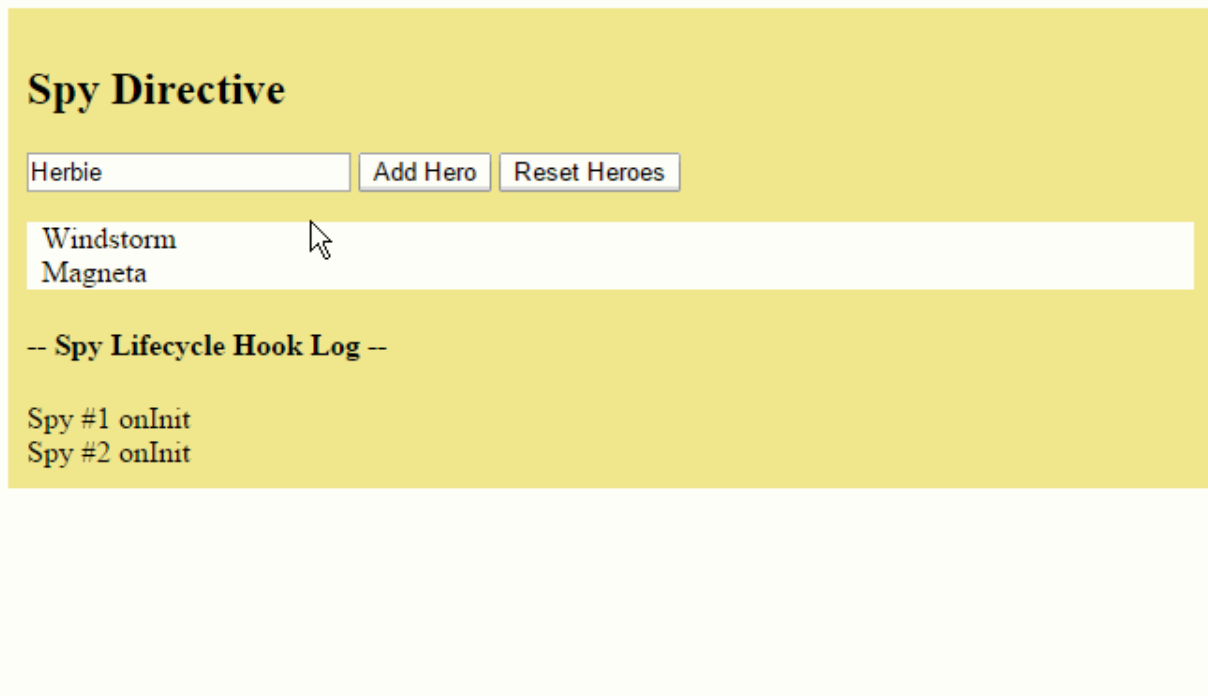 Spy Directive
Herbie Add Hero Reset Heroes
Windstorm
Magneta
-- Spy Lifecycle Hook Log --
Spy #1 onInit
Spy #2 onInit